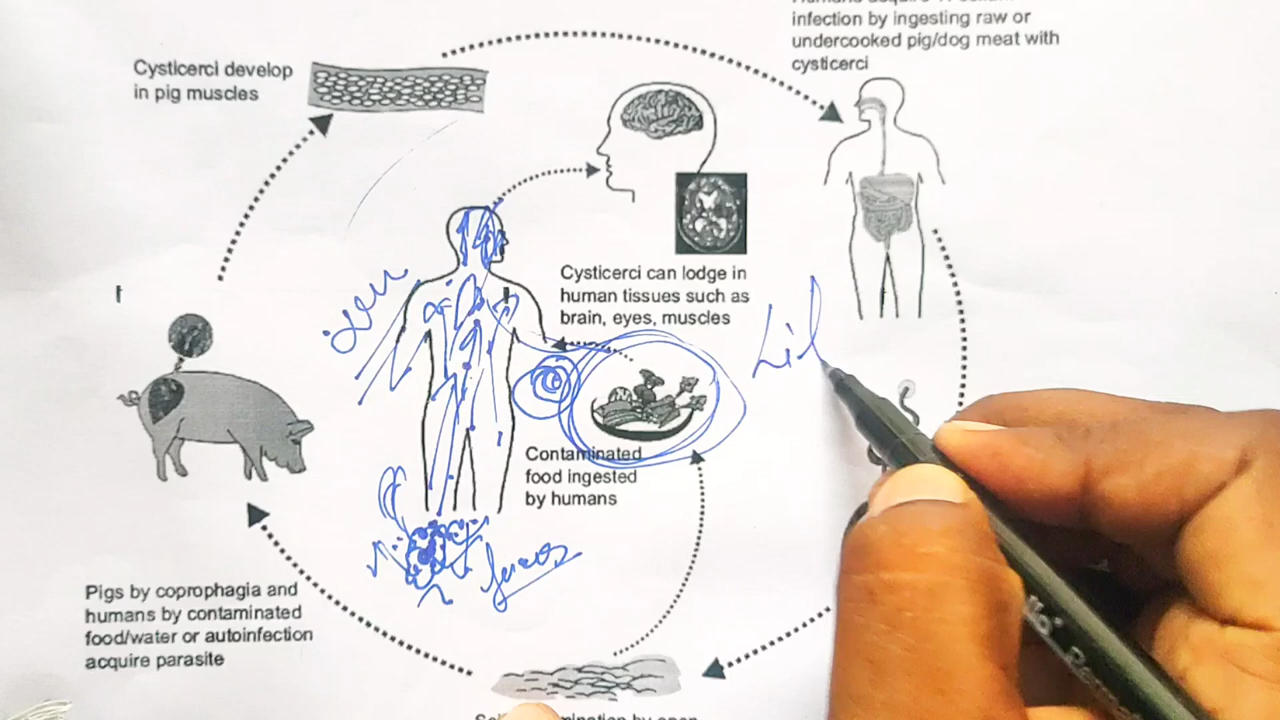 infection by ingesting raw or
undercooked pig/dog meat with
cysticerci
Cysticerci develop
in pig muscles
Cysticerci can lodge in
human tissues such as
brain, eyes, muscles
Contaminated
food ingested
by humans
Pigs by coprophagia and
humans by contaminated
food/water or autoinfection
acquire parasite